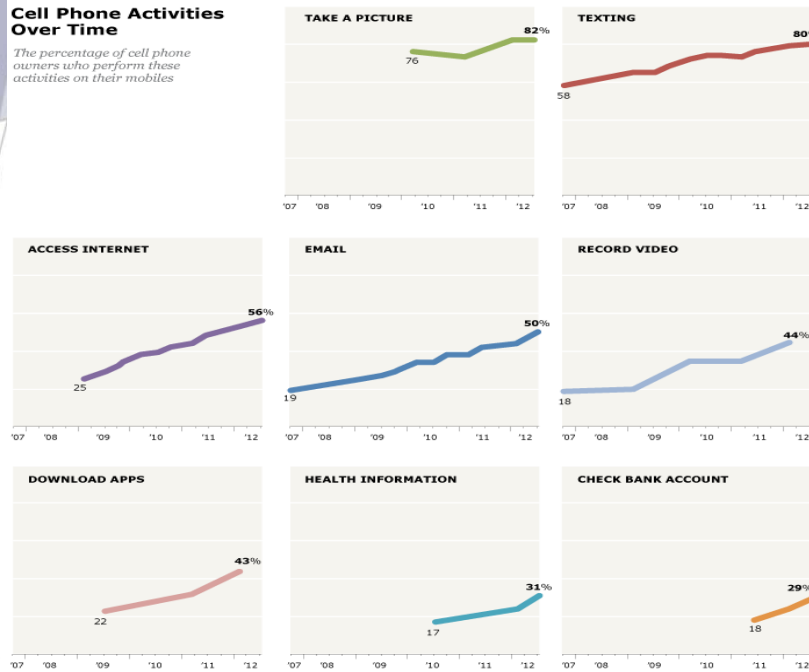 Cell Phone Activities
Over Time
The percentage of cell phone
owners who perform these
activities on their mobiles
TAKE A PICTURE
82%
76
'07 '08 '09 '10 '11 '12
TEXTING
80%
58
'07 '08 '09 '10 '11 '12
ACCESS INTERNET
56%
25
'07 '08 '09 '10 '11 '12
EMAIL
50%
19
'07 '08 '09 '10 '11 '12
RECORD VIDEO
44%
18
'07 '08 '09 '10 '11 '12
DOWNLOAD APPS
43%
22
'07 '08 '09 '10 '11 '12
HEALTH INFORMATION
31%
17
'07 '08 '09 '10 '11 '12
CHECK BANK ACCOUNT
29%
18
'07 '08 '09 '10 '11 '12